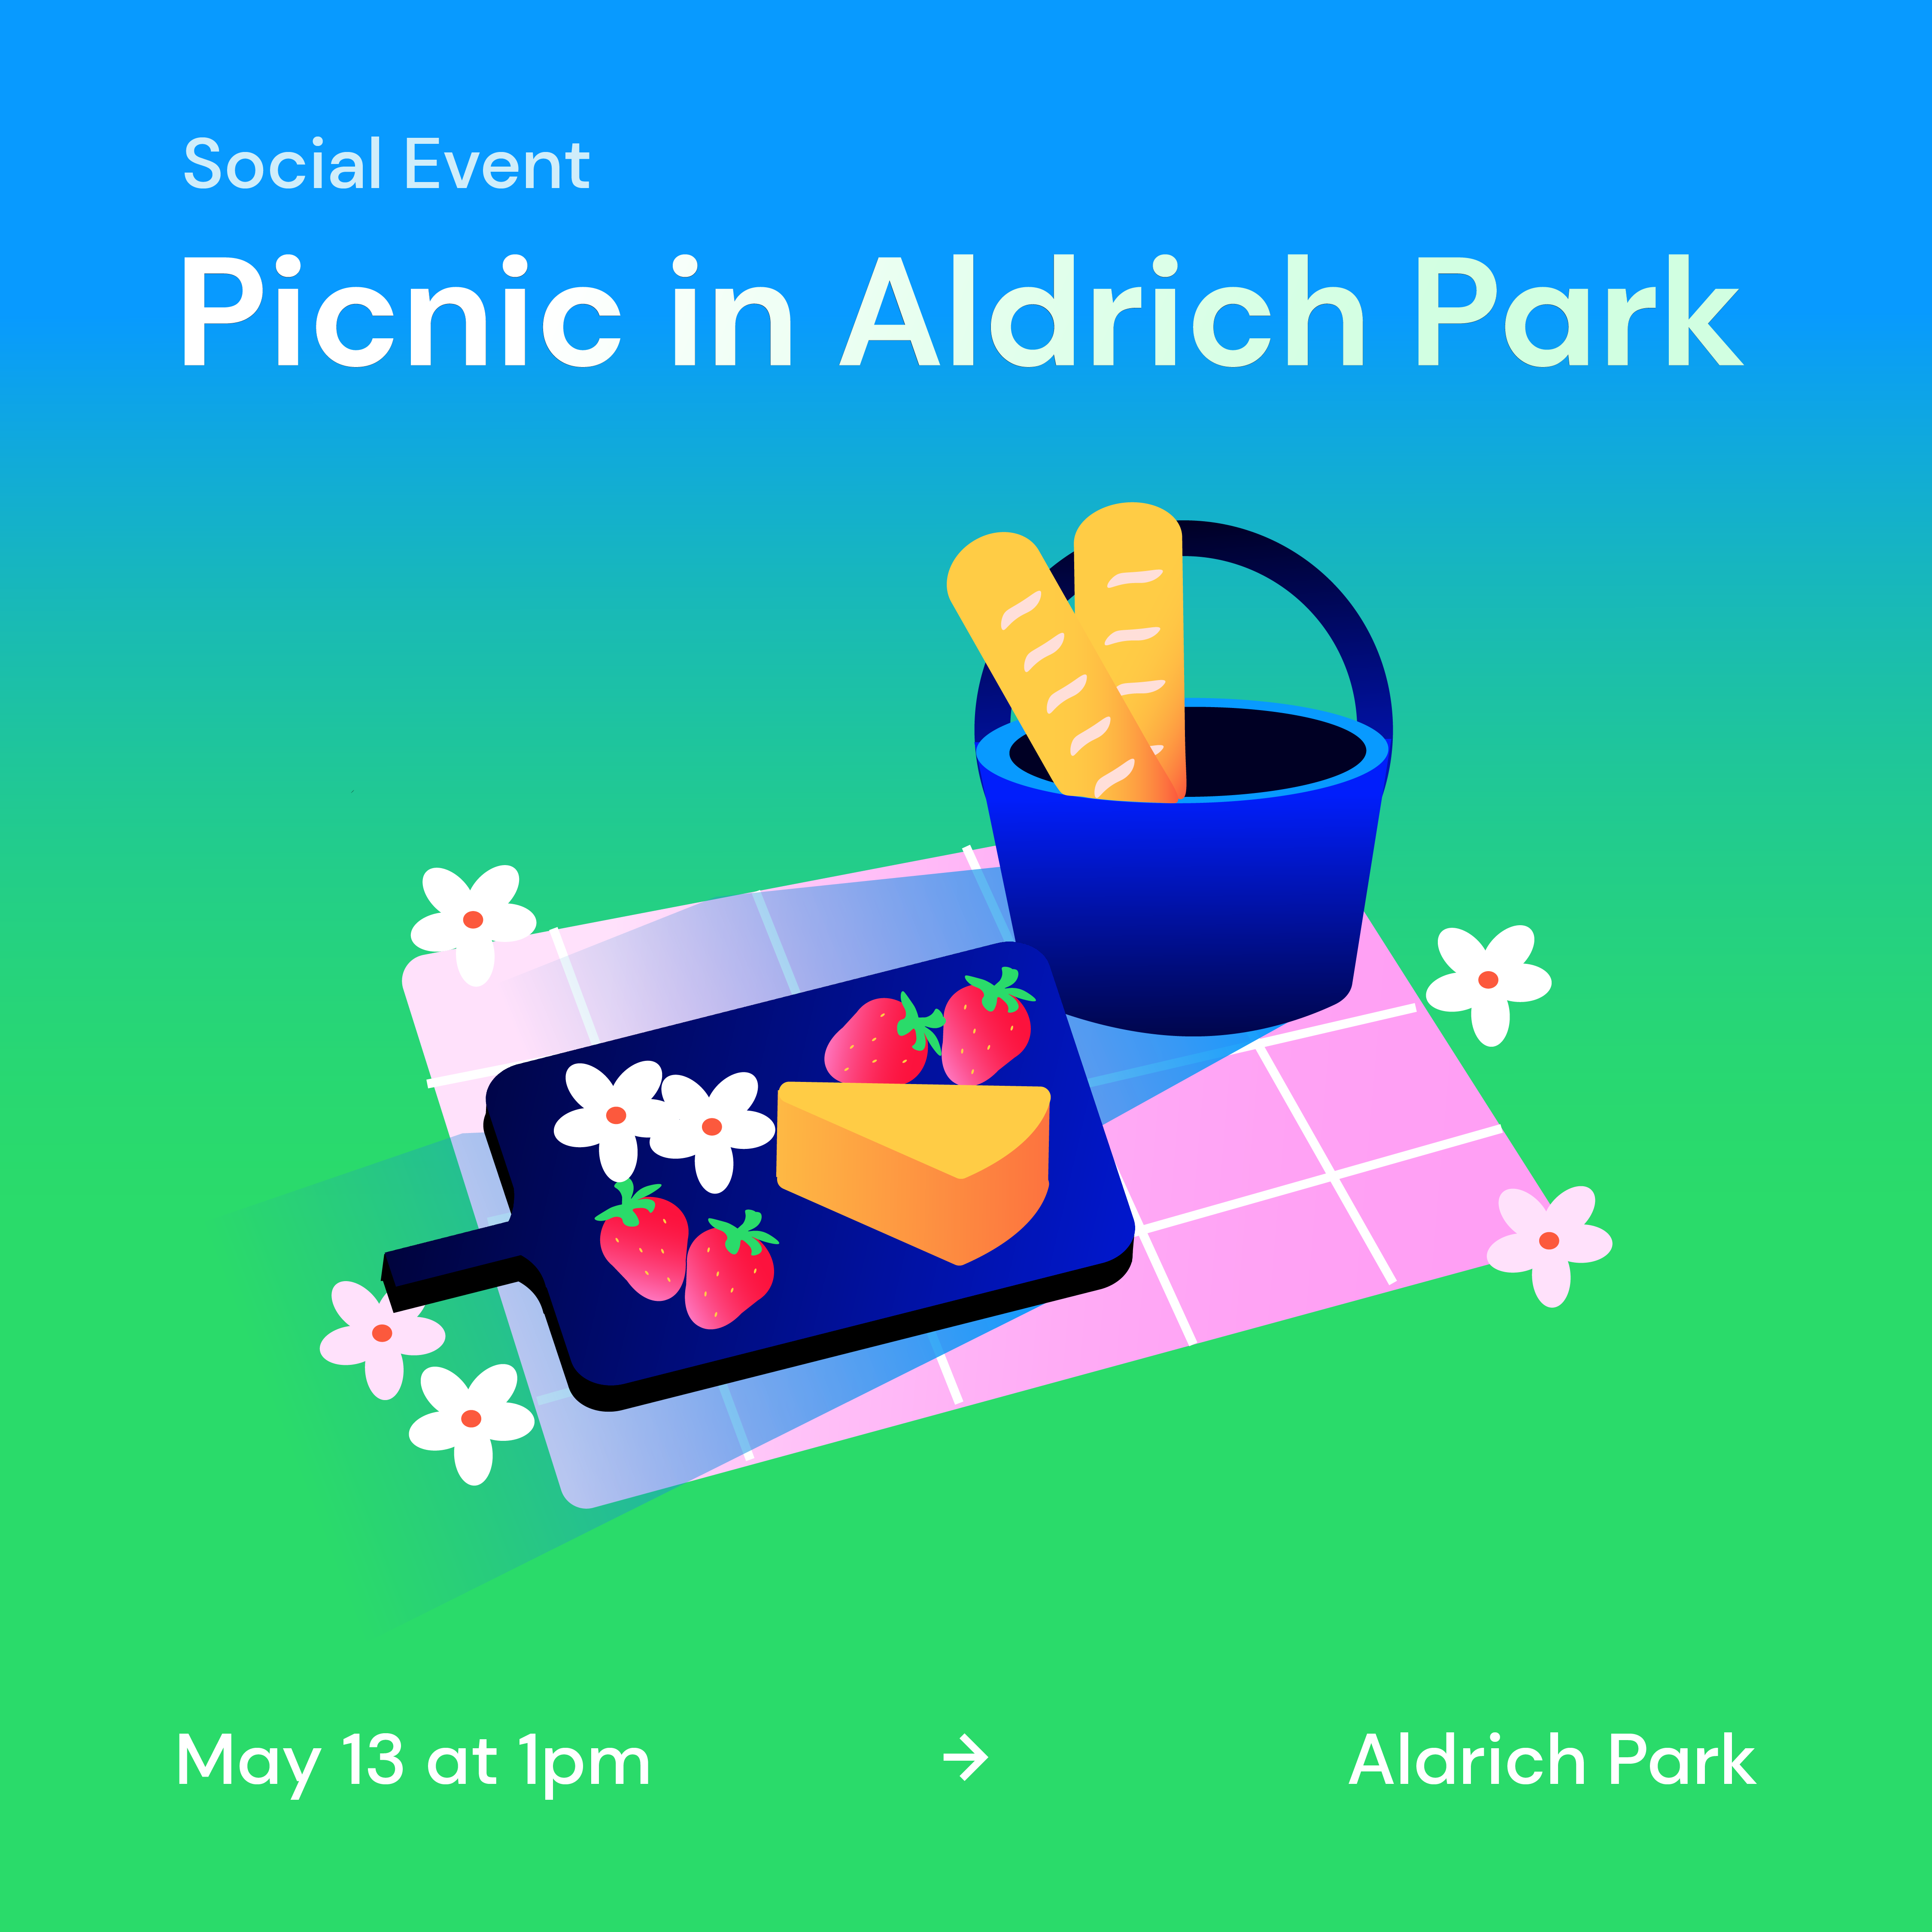 Social Event
Picnic in Aldrich Park
May 13 at 1pm → Aldrich Park